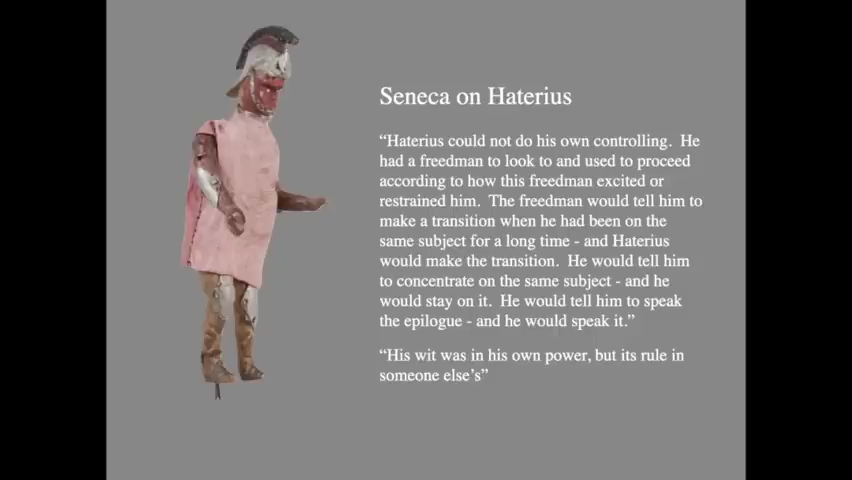 Seneca on Haterius
“Haterius could not do his own controlling. He
had a freedman to look to and used to proceed
according to how this freedman excited or
restrained him. The freedman would tell him to
make a transition when he had been on the
same subject for a long time - and Haterius
would make the transition. He would tell him
to concentrate on the same subject - and he
would stay on it. He would tell him to speak
the epilogue - and he would speak it.”
“His wit was in his own power, but its rule in
someone else’s”